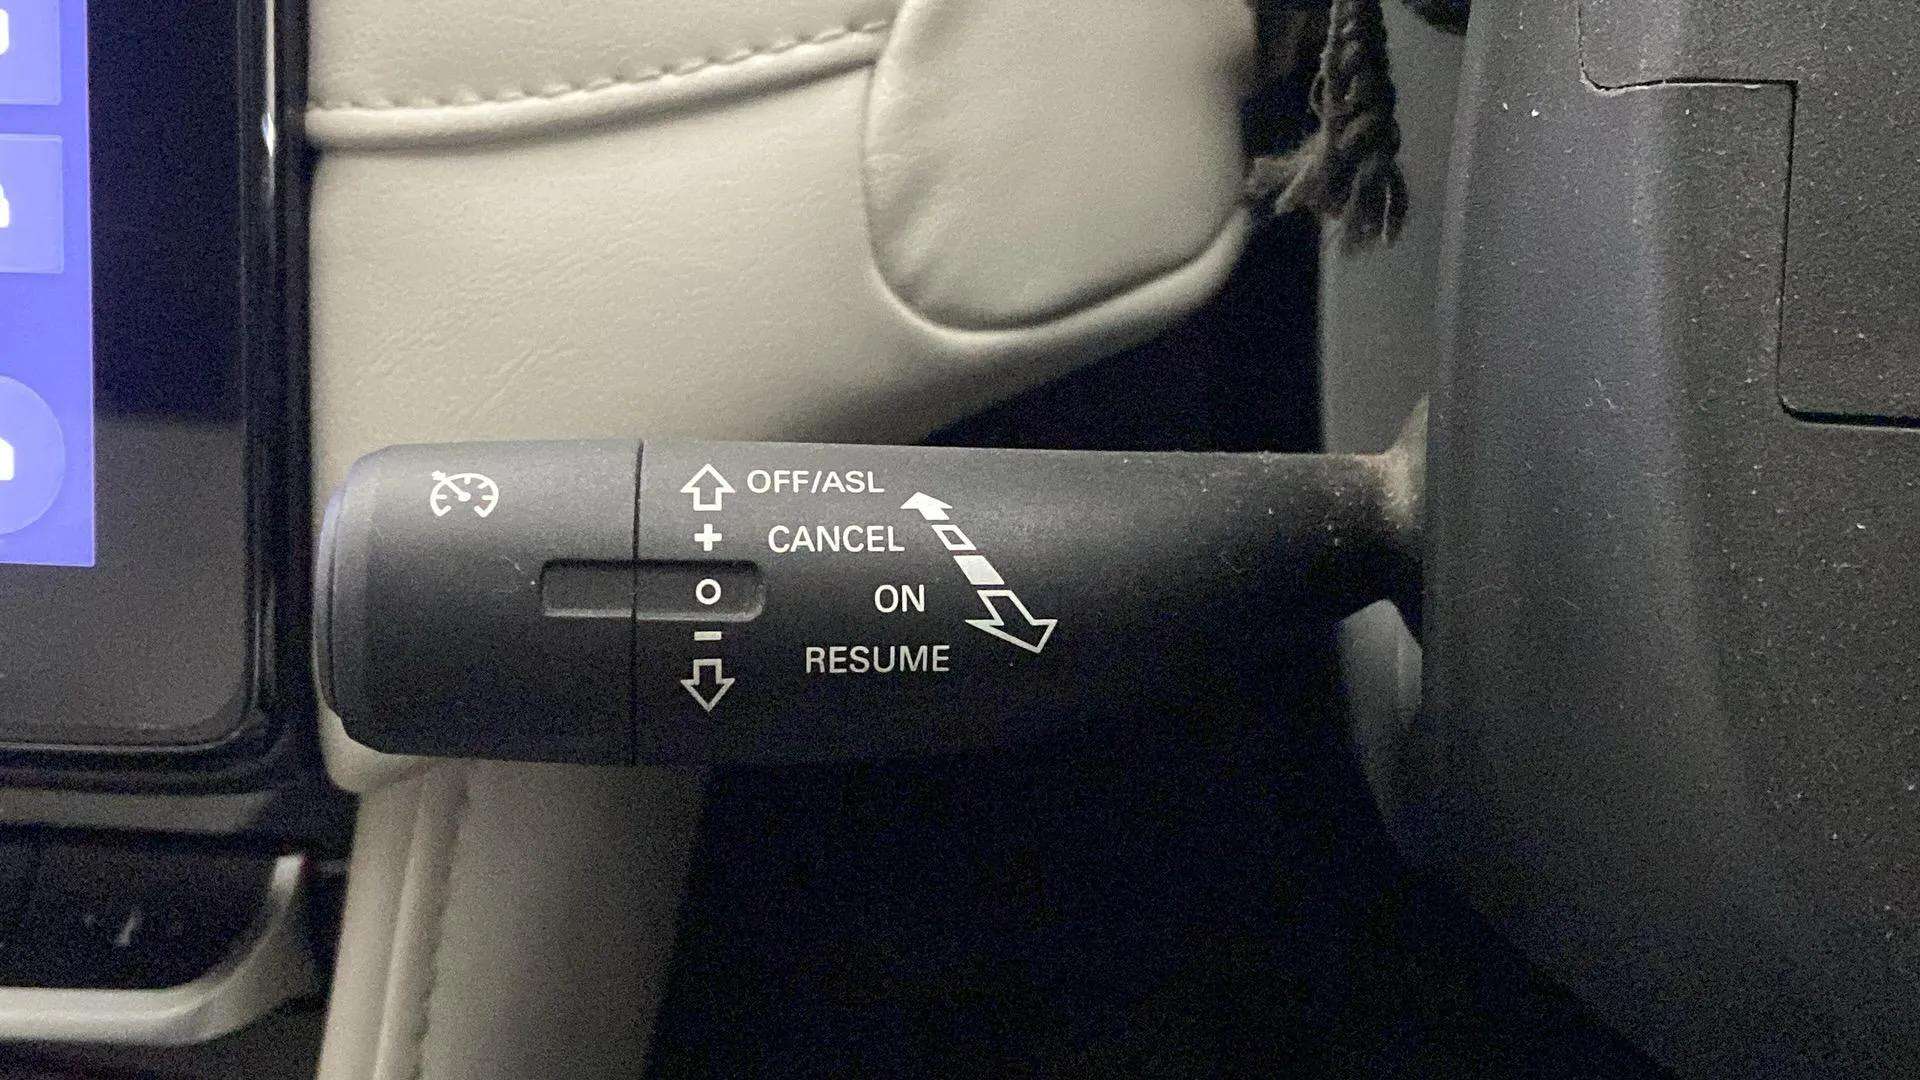 OFF/ASL
+ CANCEL
O ON
– RESUME